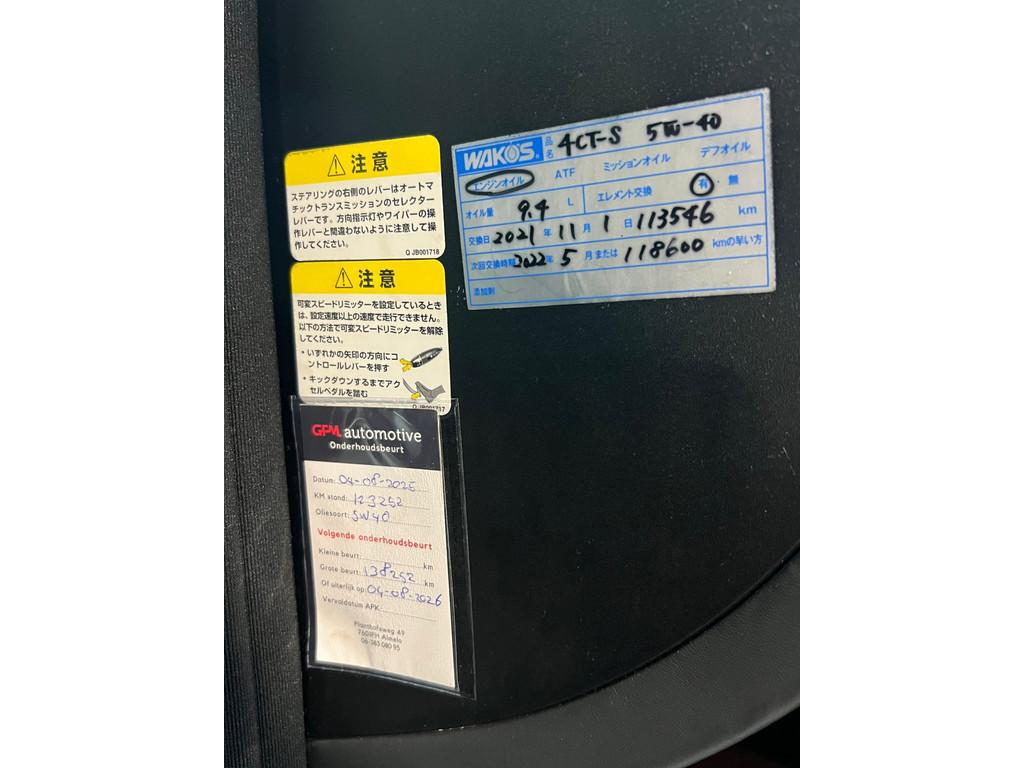 注意
ステアリングの右側のレバーはオートマ
チックトランスミッションのセレクター
レバーです。方向指示灯やワイパーの操
作レバーと間違わないように注意して操
作してください。
Q JB001718
注意
可変スピードリミッターを設定しているとき
は、設定速度以上の速度で走行できません。
以下の方法で可変スピードリミッターを解除
してください。
・いずれかの矢印の方向にコ
ントロールレバーを押す
・キックダウンするまでアク
セルペダルを踏む
Q JB001717
WAKO'S 品名 4CT-S 5W-40
エンジンオイル ATF ミッションオイル デフオイル
オイル量 9.4 L エレメント交換 有・無
交換日 2021年 11月 1日 113546 km
次回交換時期 2022年 5月または 118600 kmの早い方
添加剤
GPM automotive
Onderhoudsbeurt
Datum: 04-08-2025
KM stand: 123252
Oliesoort: 5W40
Volgende onderhoudsbeurt
Kleine beurt: km
Grote beurt: 138252 km
Of uiterlijk op: 04-08-2026
Vervaldatum APK:
49
Almelo